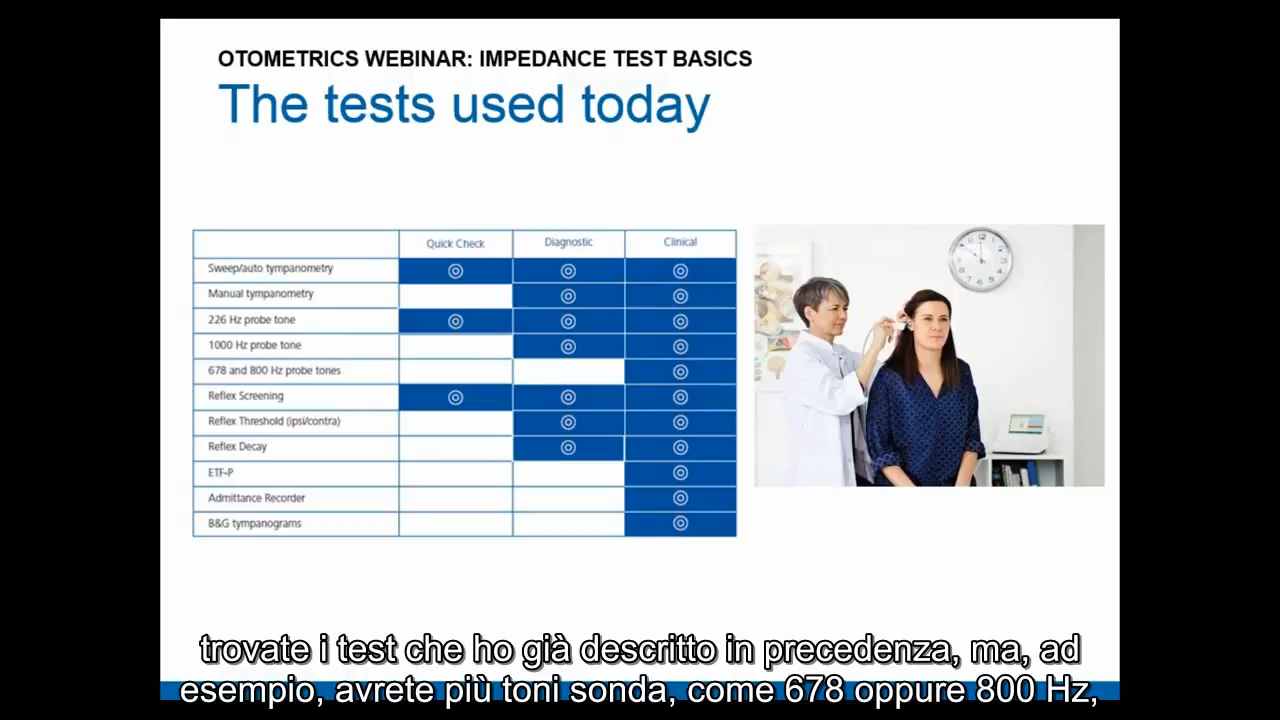 OTOMETRICS WEBINAR: IMPEDANCE TEST BASICS
The tests used today
Quick Check Diagnostic Clinical
Sweep/auto tympanometry
Manual tympanometry
226 Hz probe tone
1000 Hz probe tone
678 and 800 Hz probe tones
Reflex Screening
Reflex Threshold (ipsi/contra)
Reflex Decay
ETF-P
Admittance Recorder
B&G tympanograms
trovate i test che ho già descritto in precedenza, ma, ad
esempio, avrete più toni sonda, come 678 oppure 800 Hz,